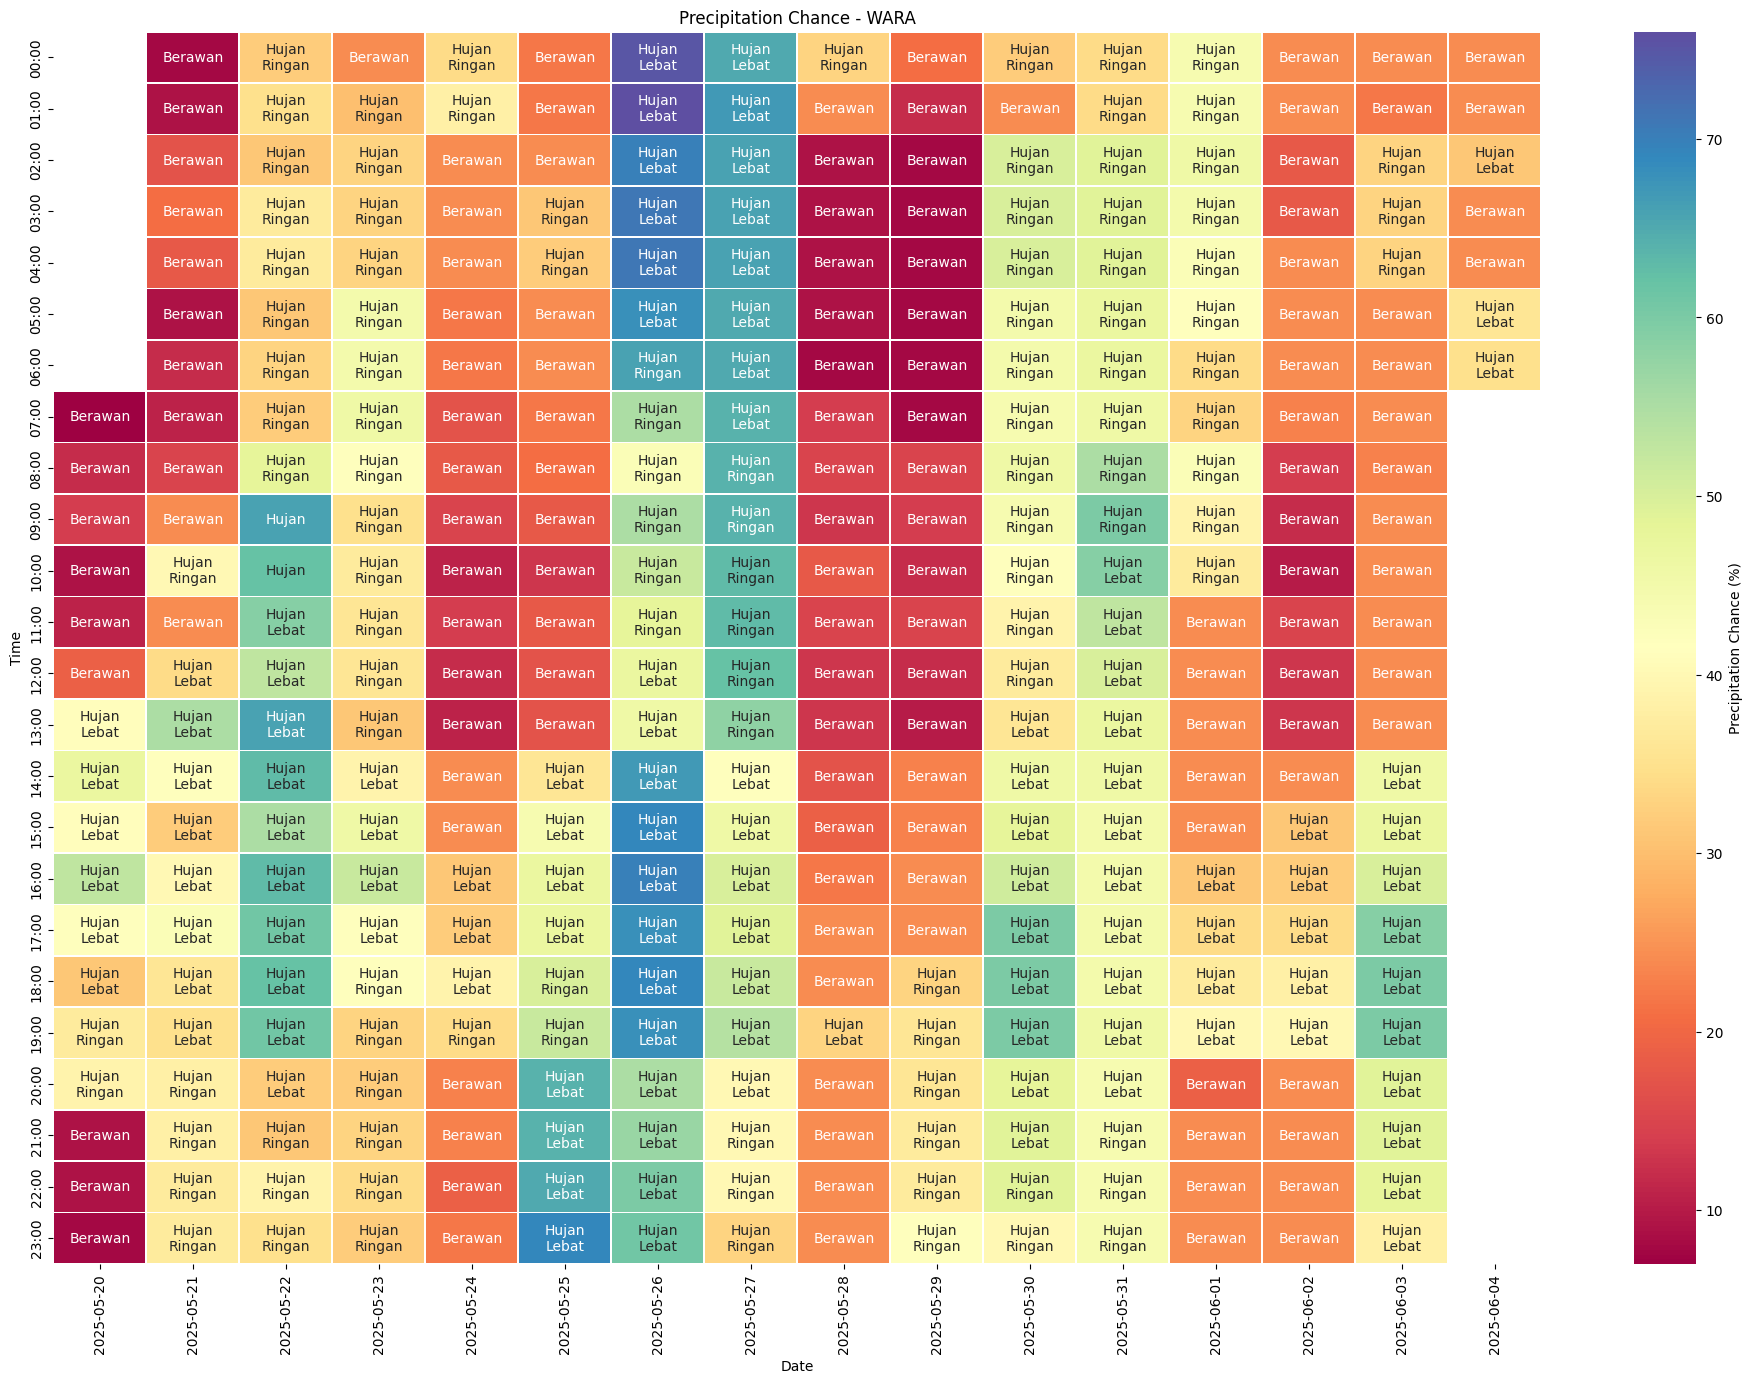 Precipitation Chance - WARA
00:00 Berawan Hujan Ringan Berawan Hujan Ringan Berawan Hujan Lebat Hujan Lebat Hujan Ringan Berawan Hujan Ringan Hujan Ringan Hujan Ringan Berawan Berawan Berawan
01:00 Berawan Hujan Ringan Hujan Ringan Hujan Ringan Berawan Hujan Lebat Hujan Lebat Berawan Berawan Berawan Hujan Ringan Hujan Ringan Berawan Berawan Berawan
02:00 Berawan Hujan Ringan Hujan Ringan Berawan Berawan Hujan Lebat Hujan Lebat Berawan Berawan Hujan Ringan Hujan Ringan Hujan Ringan Berawan Hujan Ringan Hujan Lebat
03:00 Berawan Hujan Ringan Hujan Ringan Berawan Hujan Ringan Hujan Lebat Hujan Lebat Berawan Berawan Hujan Ringan Hujan Ringan Hujan Ringan Berawan Hujan Ringan Berawan
04:00 Berawan Hujan Ringan Hujan Ringan Berawan Hujan Ringan Hujan Lebat Hujan Lebat Berawan Berawan Hujan Ringan Hujan Ringan Hujan Ringan Berawan Hujan Ringan Berawan
05:00 Berawan Hujan Ringan Hujan Ringan Berawan Berawan Hujan Lebat Hujan Lebat Berawan Berawan Hujan Ringan Hujan Ringan Hujan Ringan Berawan Berawan Hujan Lebat
06:00 Berawan Hujan Ringan Hujan Ringan Berawan Berawan Hujan Ringan Hujan Lebat Berawan Berawan Hujan Ringan Hujan Ringan Hujan Ringan Berawan Berawan Hujan Lebat
07:00 Berawan Berawan Hujan Ringan Hujan Ringan Berawan Berawan Hujan Ringan Hujan Lebat Berawan Berawan Hujan Ringan Hujan Ringan Hujan Ringan Berawan Berawan
08:00 Berawan Berawan Hujan Ringan Hujan Ringan Berawan Berawan Hujan Ringan Hujan Ringan Berawan Berawan Hujan Ringan Hujan Ringan Hujan Ringan Berawan Berawan
09:00 Berawan Berawan Hujan Hujan Ringan Berawan Berawan Hujan Ringan Hujan Ringan Berawan Berawan Hujan Ringan Hujan Ringan Hujan Ringan Berawan Berawan
10:00 Berawan Hujan Ringan Hujan Hujan Ringan Berawan Berawan Hujan Ringan Hujan Ringan Berawan Berawan Hujan Ringan Hujan Lebat Hujan Ringan Berawan Berawan
11:00 Berawan Berawan Hujan Lebat Hujan Ringan Berawan Berawan Hujan Ringan Hujan Ringan Berawan Berawan Hujan Ringan Hujan Lebat Berawan Berawan Berawan
12:00 Berawan Hujan Lebat Hujan Lebat Hujan Ringan Berawan Berawan Hujan Lebat Hujan Ringan Berawan Berawan Hujan Ringan Hujan Lebat Berawan Berawan Berawan
13:00 Hujan Lebat Hujan Lebat Hujan Lebat Hujan Ringan Berawan Berawan Hujan Lebat Hujan Ringan Berawan Berawan Hujan Lebat Hujan Lebat Berawan Berawan Berawan
14:00 Hujan Lebat Hujan Lebat Hujan Lebat Hujan Lebat Berawan Hujan Lebat Hujan Lebat Hujan Lebat Berawan Berawan Hujan Lebat Hujan Lebat Berawan Berawan Hujan Lebat
15:00 Hujan Lebat Hujan Lebat Hujan Lebat Hujan Lebat Berawan Hujan Lebat Hujan Lebat Hujan Lebat Berawan Berawan Hujan Lebat Hujan Lebat Berawan Hujan Lebat Hujan Lebat
16:00 Hujan Lebat Hujan Lebat Hujan Lebat Hujan Lebat Hujan Lebat Hujan Lebat Hujan Lebat Hujan Lebat Berawan Berawan Hujan Lebat Hujan Lebat Hujan Lebat Hujan Lebat Hujan Lebat
17:00 Hujan Lebat Hujan Lebat Hujan Lebat Hujan Lebat Hujan Lebat Hujan Lebat Hujan Lebat Hujan Lebat Berawan Berawan Hujan Lebat Hujan Lebat Hujan Lebat Hujan Lebat Hujan Lebat
18:00 Hujan Lebat Hujan Lebat Hujan Lebat Hujan Ringan Hujan Lebat Hujan Ringan Hujan Lebat Hujan Lebat Berawan Hujan Ringan Hujan Lebat Hujan Lebat Hujan Lebat Hujan Lebat Hujan Lebat
19:00 Hujan Ringan Hujan Lebat Hujan Lebat Hujan Ringan Hujan Ringan Hujan Ringan Hujan Lebat Hujan Lebat Hujan Lebat Hujan Ringan Hujan Lebat Hujan Lebat Hujan Lebat Hujan Lebat Hujan Lebat
20:00 Hujan Ringan Hujan Ringan Hujan Lebat Hujan Ringan Berawan Hujan Lebat Hujan Lebat Hujan Lebat Berawan Hujan Ringan Hujan Lebat Hujan Lebat Berawan Berawan Hujan Lebat
21:00 Berawan Hujan Ringan Hujan Ringan Hujan Ringan Berawan Hujan Lebat Hujan Lebat Hujan Ringan Berawan Hujan Ringan Hujan Lebat Hujan Ringan Berawan Berawan Hujan Lebat
22:00 Berawan Hujan Ringan Hujan Ringan Hujan Ringan Berawan Hujan Lebat Hujan Lebat Hujan Ringan Berawan Hujan Ringan Hujan Ringan Hujan Ringan Berawan Berawan Hujan Lebat
23:00 Berawan Hujan Ringan Hujan Ringan Hujan Ringan Berawan Hujan Lebat Hujan Lebat Hujan Ringan Berawan Hujan Ringan Hujan Ringan Hujan Ringan Berawan Berawan Hujan Lebat
Time
2025-05-20 2025-05-21 2025-05-22 2025-05-23 2025-05-24 2025-05-25 2025-05-26 2025-05-27 2025-05-28 2025-05-29 2025-05-30 2025-05-31 2025-06-01 2025-06-02 2025-06-03 2025-06-04
Date
70
60
50
40
30
20
10
Precipitation Chance (%)